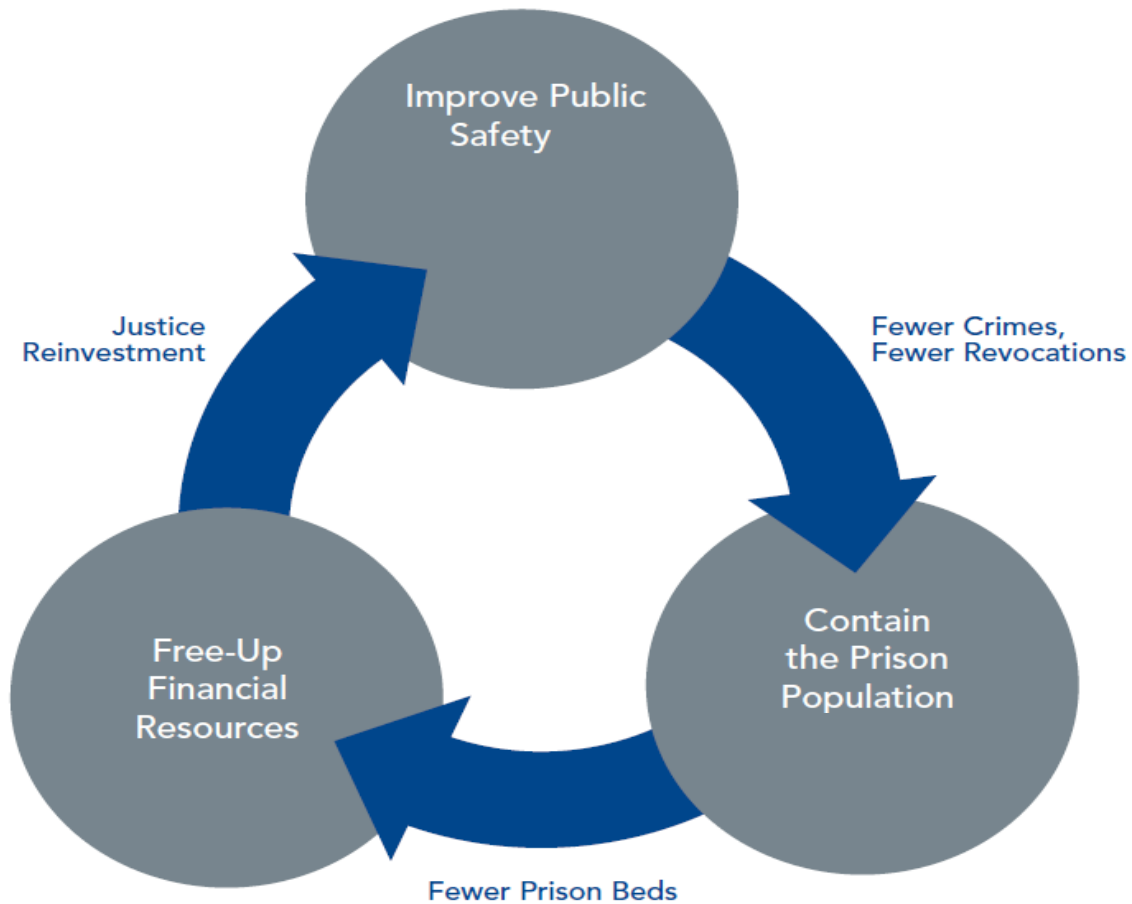 Improve Public
Safety
Justice
Reinvestment
Fewer Crimes,
Fewer Revocations
Free-Up
Financial
Resources
Contain
the Prison
Population
Fewer Prison Beds